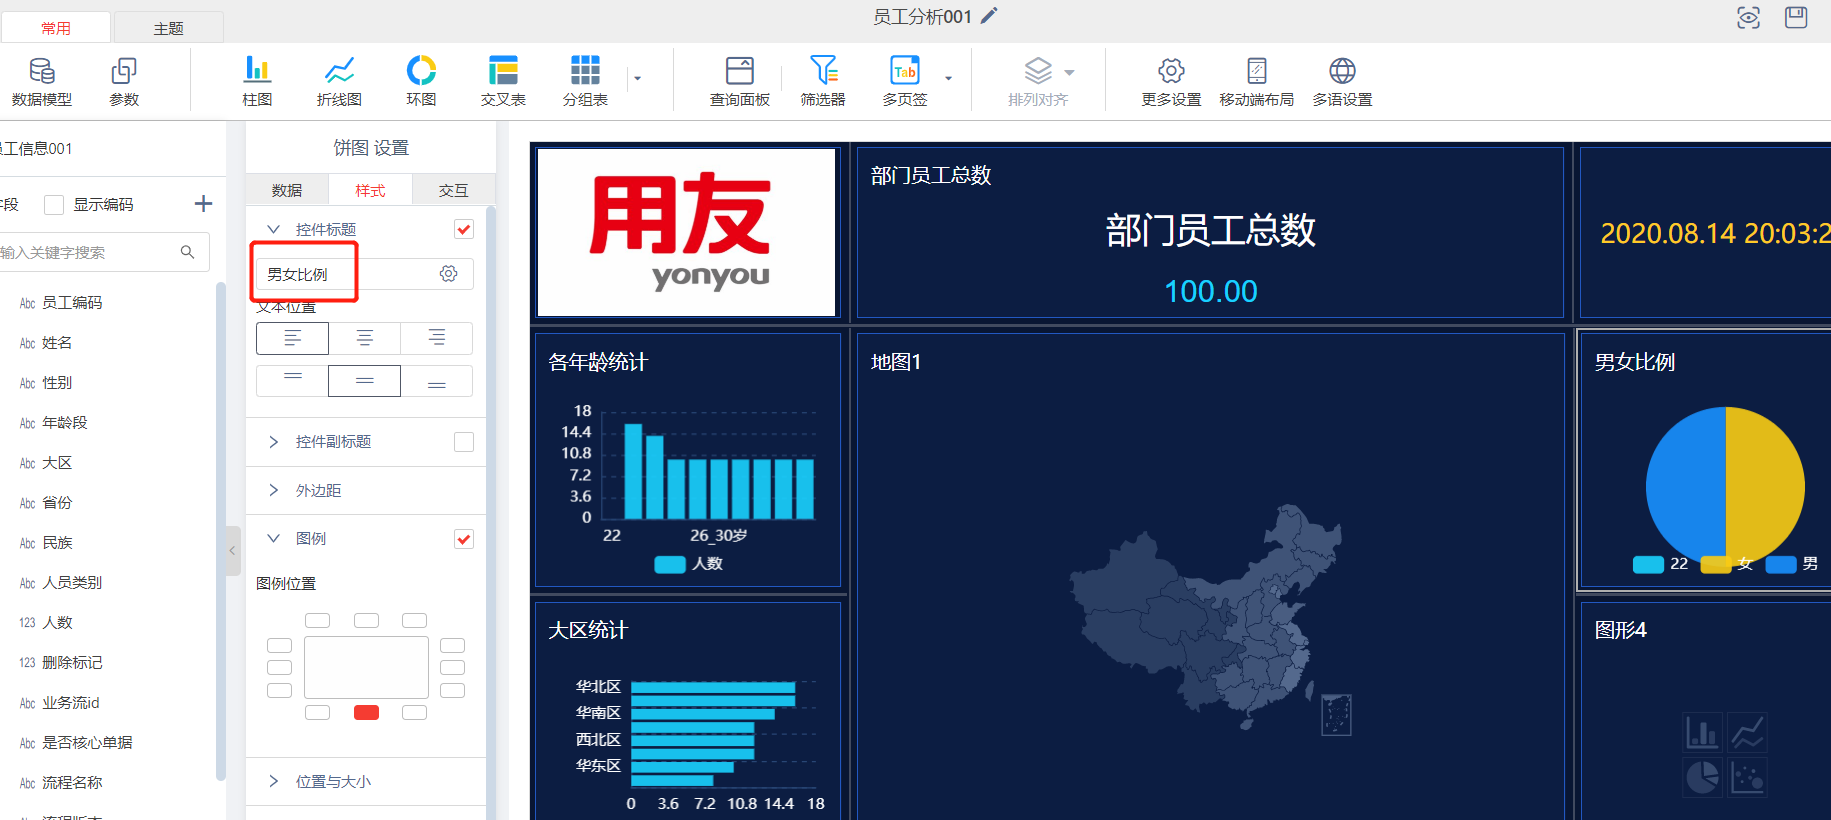 员工分析001
常用
主题
数据模型
参数
柱图
折线图
环图
交叉表
分组表
查询面板
筛选器
Tab
多页签
排列对齐
更多设置
移动端布局
多语设置
工信息001
段
显示编码
输入关键字搜索
Abc 员工编码
Abc 姓名
Abc 性别
Abc 年龄段
Abc 大区
Abc 省份
Abc 民族
Abc 人员类别
123 人数
123 删除标记
Abc 业务流id
Abc 是否核心单据
Abc 流程名称
饼图 设置
数据
样式
交互
控件标题
男女比例
文本位置
控件副标题
外边距
图例
图例位置
位置与大小
用友
yonyou
部门员工总数
部门员工总数
100.00
2020.08.14 20:03:2
各年龄统计
18
14.4
10.8
7.2
3.6
0
22
26_30岁
人数
地图1
男女比例
22
女
男
大区统计
华北区
华南区
西北区
华东区
0 3.6 7.2 10.8 14.4 18
图形4